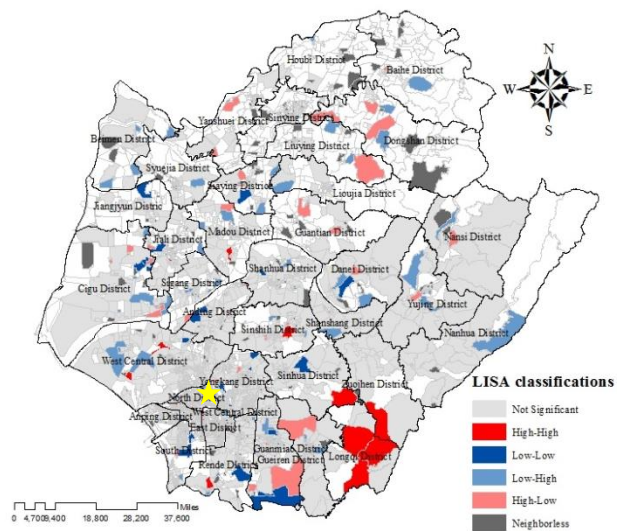 Houbi District
Baihe District
N
W E
S
Yanshuei District
Sinying District
Beimen District
Liuying District
Dongshan District
Syuejia District
Siaying District
Lioujia District
Jiangjyun District
Madou District
Guantian District
Nansi District
Jiali District
Shanhua District
Danei District
Cigu District
Sigang District
Yujing District
Anding District
Sinshih District
Shanshang District
Nanhua District
West Central District
Sinhua District
Zuojhen District
Yongkang District
North District
West Central District
Anping District
East District
South District
Guanmiao District
Gueiren District
Longci District
Rende District
LISA classifications
Not Significant
High-High
Low-Low
Low-High
High-Low
Neighborless
Miles
0 4,700 9,400 18,800 28,200 37,600